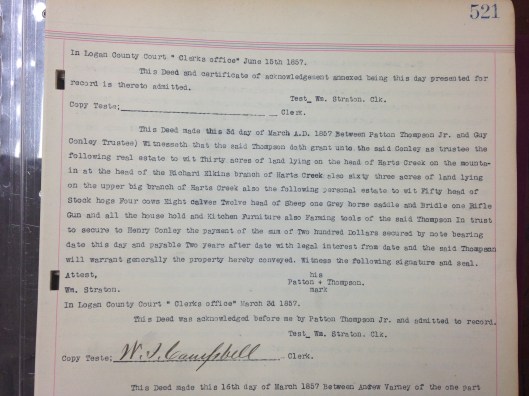 521
In Logan County Court " Clerks office" June 15th 1857.
This Deed and certificate of acknowledgement annexed being this day presented for
record is thereto admitted.
Test_ Wm. Straton. Clk.
Copy Teste: Clerk.
This Deed made this 3d day of March A.D. 1857 Between Patton Thompson Jr. and Guy
Conley Trustee) Witnesseth that the said Thompson doth grant unto the said Conley as trustee the
following real estate to wit Thirty acres of land lying on the head of Harts Creek on the mounta-
in at the head of the Richard Elkins branch of Harts Creek also sixty three acres of land lying
on the upper big branch of Harts Creek also the following personal estate to wit Fifty head of
Stock hogs Four cows Eight calves Twelve head of Sheep one Grey horse saddle and Bridle one Rifle
Gun and all the house hold and Kitchen Furniture also Farming tools of the said Thompson In trust
to secure to Henry Conley the payment of the sum of Two hundred Dollars secured by note bearing
date this day and payable Two years after date with legal interest from date and the said Thompson
will warrant generally the property hereby conveyed. Witness the following signature and seal.
Attest, his
Patton + Thompson.
Wm. Straton. mark
In Logan County Court " Clerks office" March 3d 1857.
This Deed was acknowledged before me by Patton Thompson Jr. and admitted to record.
Test_ Wm. Straton. Clk.
Copy Teste: W.I. Campbell Clerk.
This Deed made this 16th day of March 1857 Between Andrew Varney of the one part